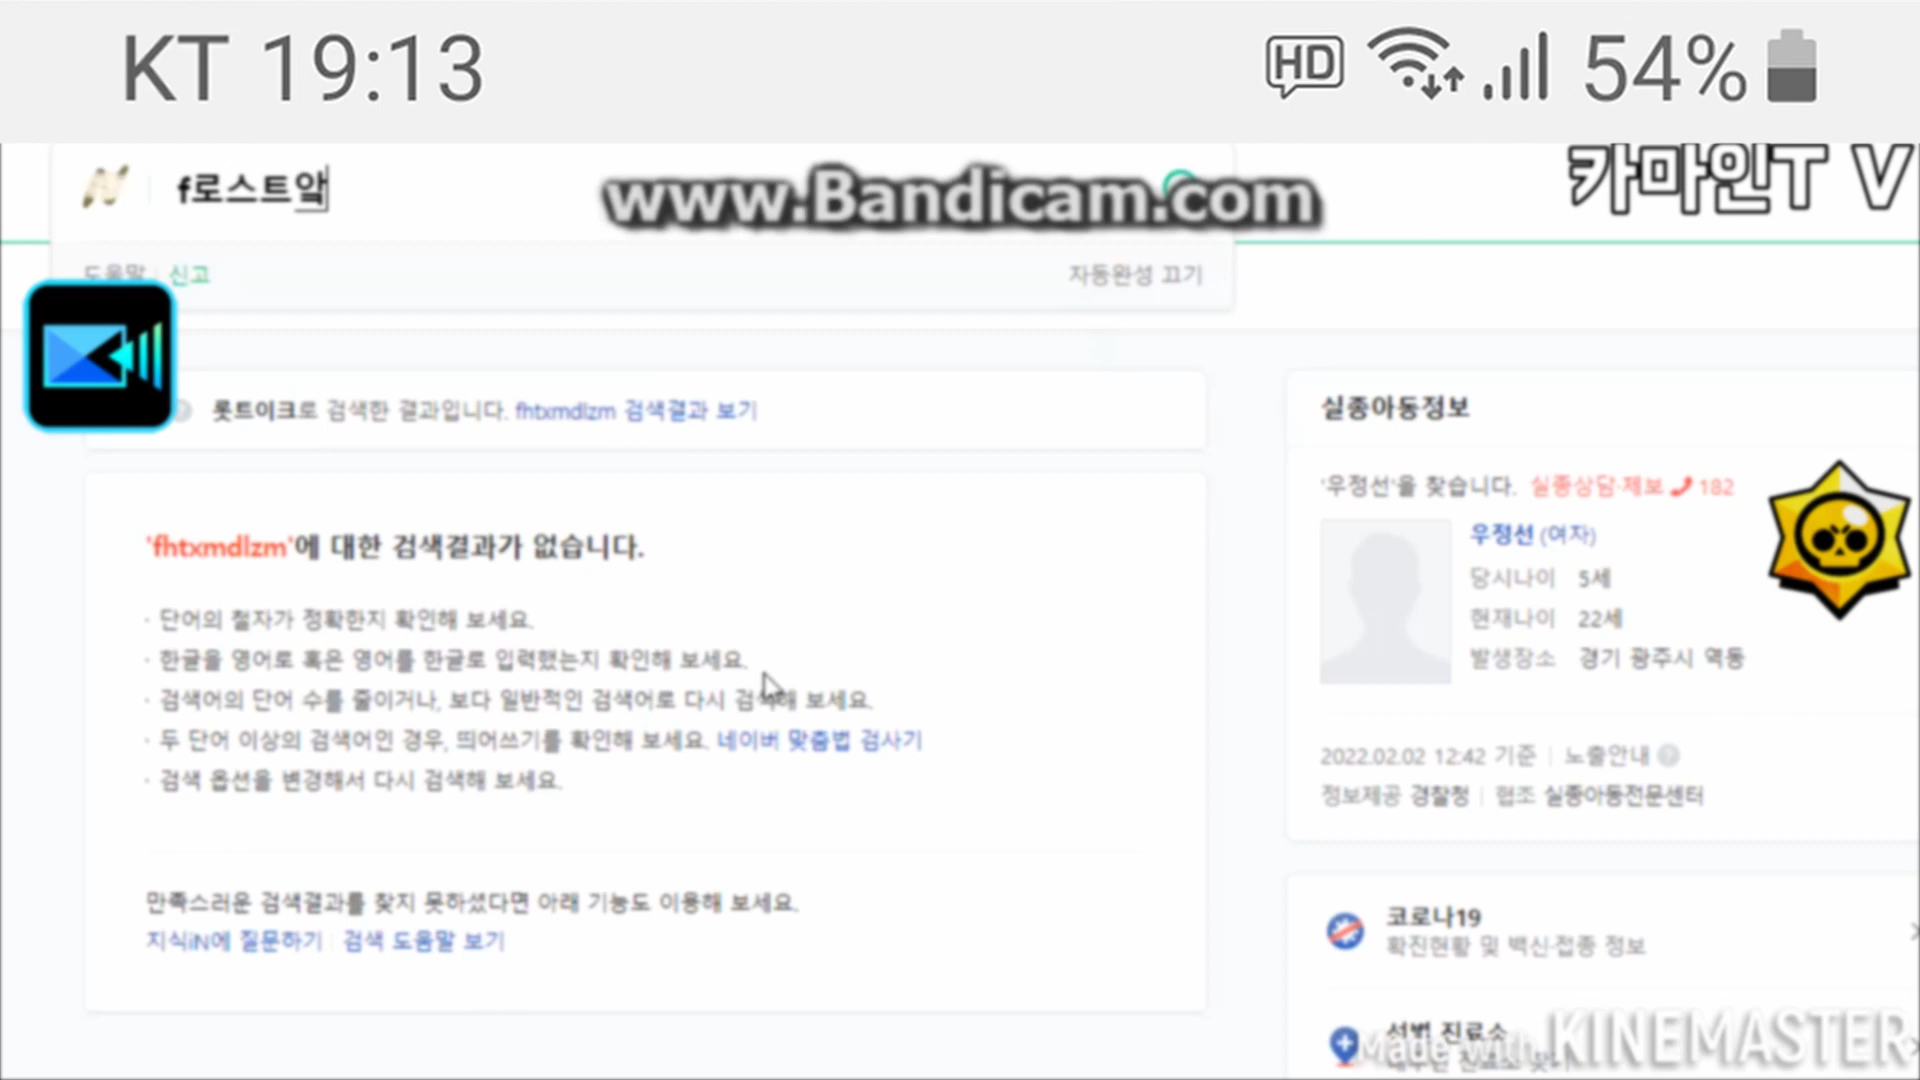 KT 19:13
HD
54%
f로스트앞
www.Bandicam.com
카마인T V
도움말 신고
자동완성 끄기
롯트이크로 검색한 결과입니다. fhtxmdlzm 검색결과 보기
'fhtxmdlzm'에 대한 검색결과가 없습니다.
· 단어의 철자가 정확한지 확인해 보세요.
· 한글을 영어로 혹은 영어를 한글로 입력했는지 확인해 보세요.
· 검색어의 단어 수를 줄이거나, 보다 일반적인 검색어로 다시 검색해 보세요.
· 두 단어 이상의 검색어인 경우, 띄어쓰기를 확인해 보세요. 네이버 맞춤법 검사기
· 검색 옵션을 변경해서 다시 검색해 보세요.
만족스러운 검색결과를 찾지 못하셨다면 아래 기능도 이용해 보세요.
지식iN에 질문하기 검색 도움말 보기
실종아동정보
'우정선'을 찾습니다. 실종상담·제보 182
우정선 (여자)
당시나이 5세
현재나이 22세
발생장소 경기 광주시 역동
2022.02.02 12:42 기준 노출안내
정보제공 경찰청 협조 실종아동전문센터
코로나19
확진현황 및 백신·접종 정보
선별 진료소
Made with KINEMASTER